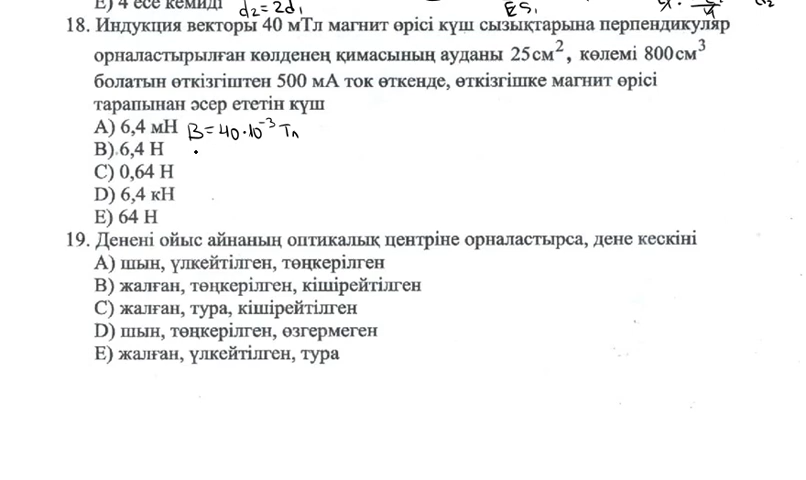 E) 4 есе кемиді d₂=2d₁ ES₁
18. Индукция векторы 40 мТл магнит өрісі күш сызықтарына перпендикуляр
орналастырылған көлденең қимасының ауданы 25см², көлемі 800см³
болатын өткізгіштен 500 мА ток өткенде, өткізгішке магнит өрісі
тарапынан әсер ететін күш
A) 6,4 мН B=40·10⁻³ Тл
B) 6,4 Н
C) 0,64 Н
D) 6,4 кН
E) 64 Н
19. Денені ойыс айнаның оптикалық центріне орналастырса, дене кескіні
A) шын, үлкейтілген, төңкерілген
B) жалған, төңкерілген, кішірейтілген
C) жалған, тура, кішірейтілген
D) шын, төңкерілген, өзгермеген
E) жалған, үлкейтілген, тура